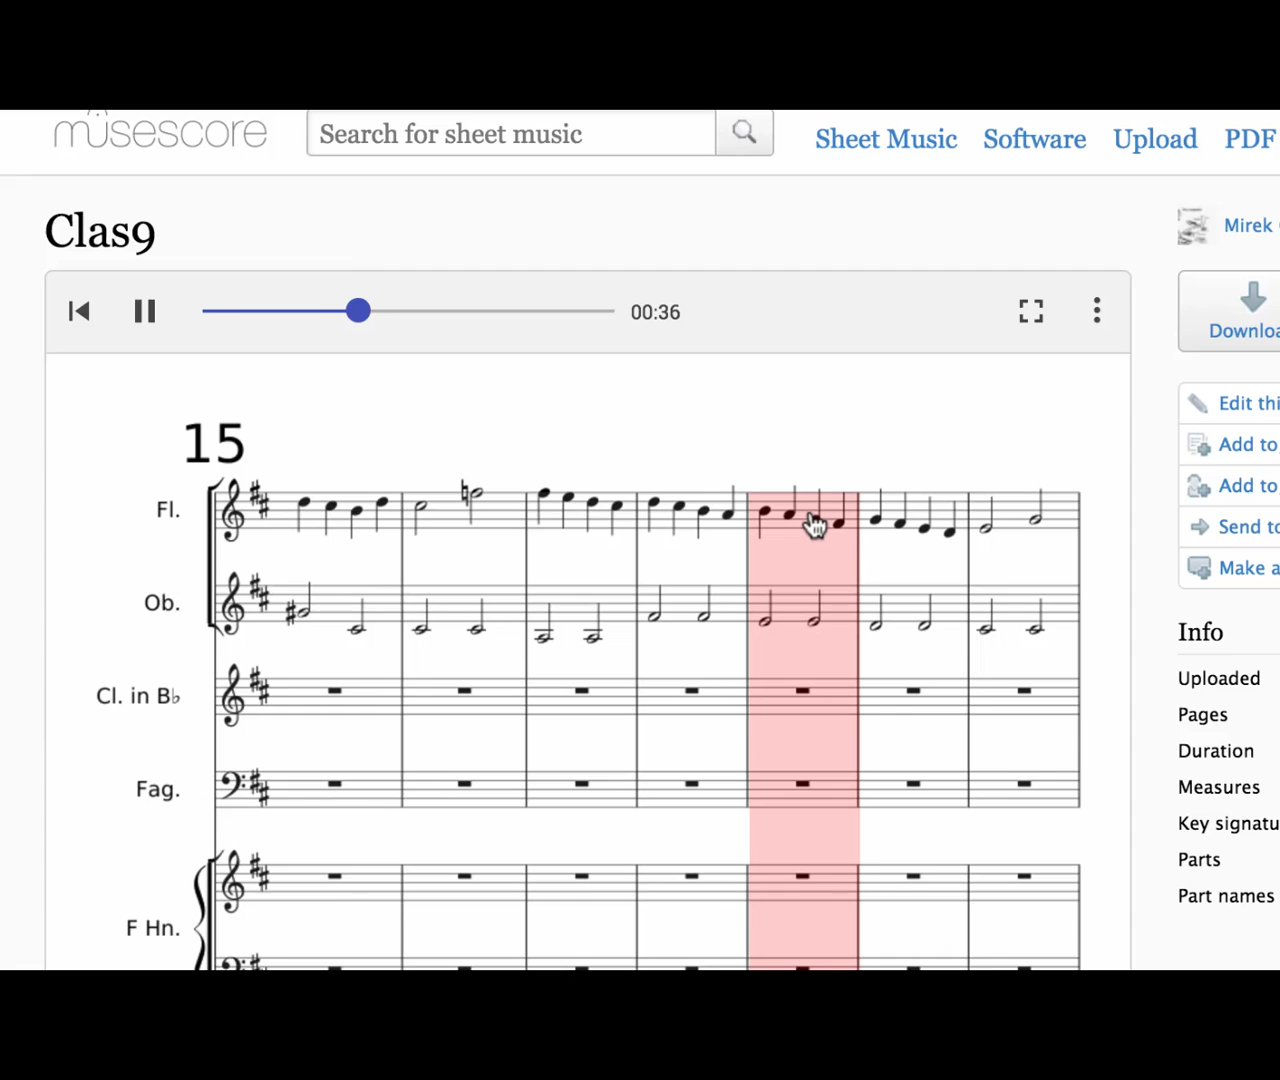 musescore
Search for sheet music
Sheet Music Software Upload PDF
Clas9
Mirek
00:36
Downloa
15
Fl.
Edit thi
Add to
Add to
Send to
Make a
Ob.
Cl. in B♭
Fag.
F Hn.
Info
Uploaded
Pages
Duration
Measures
Key signatu
Parts
Part names